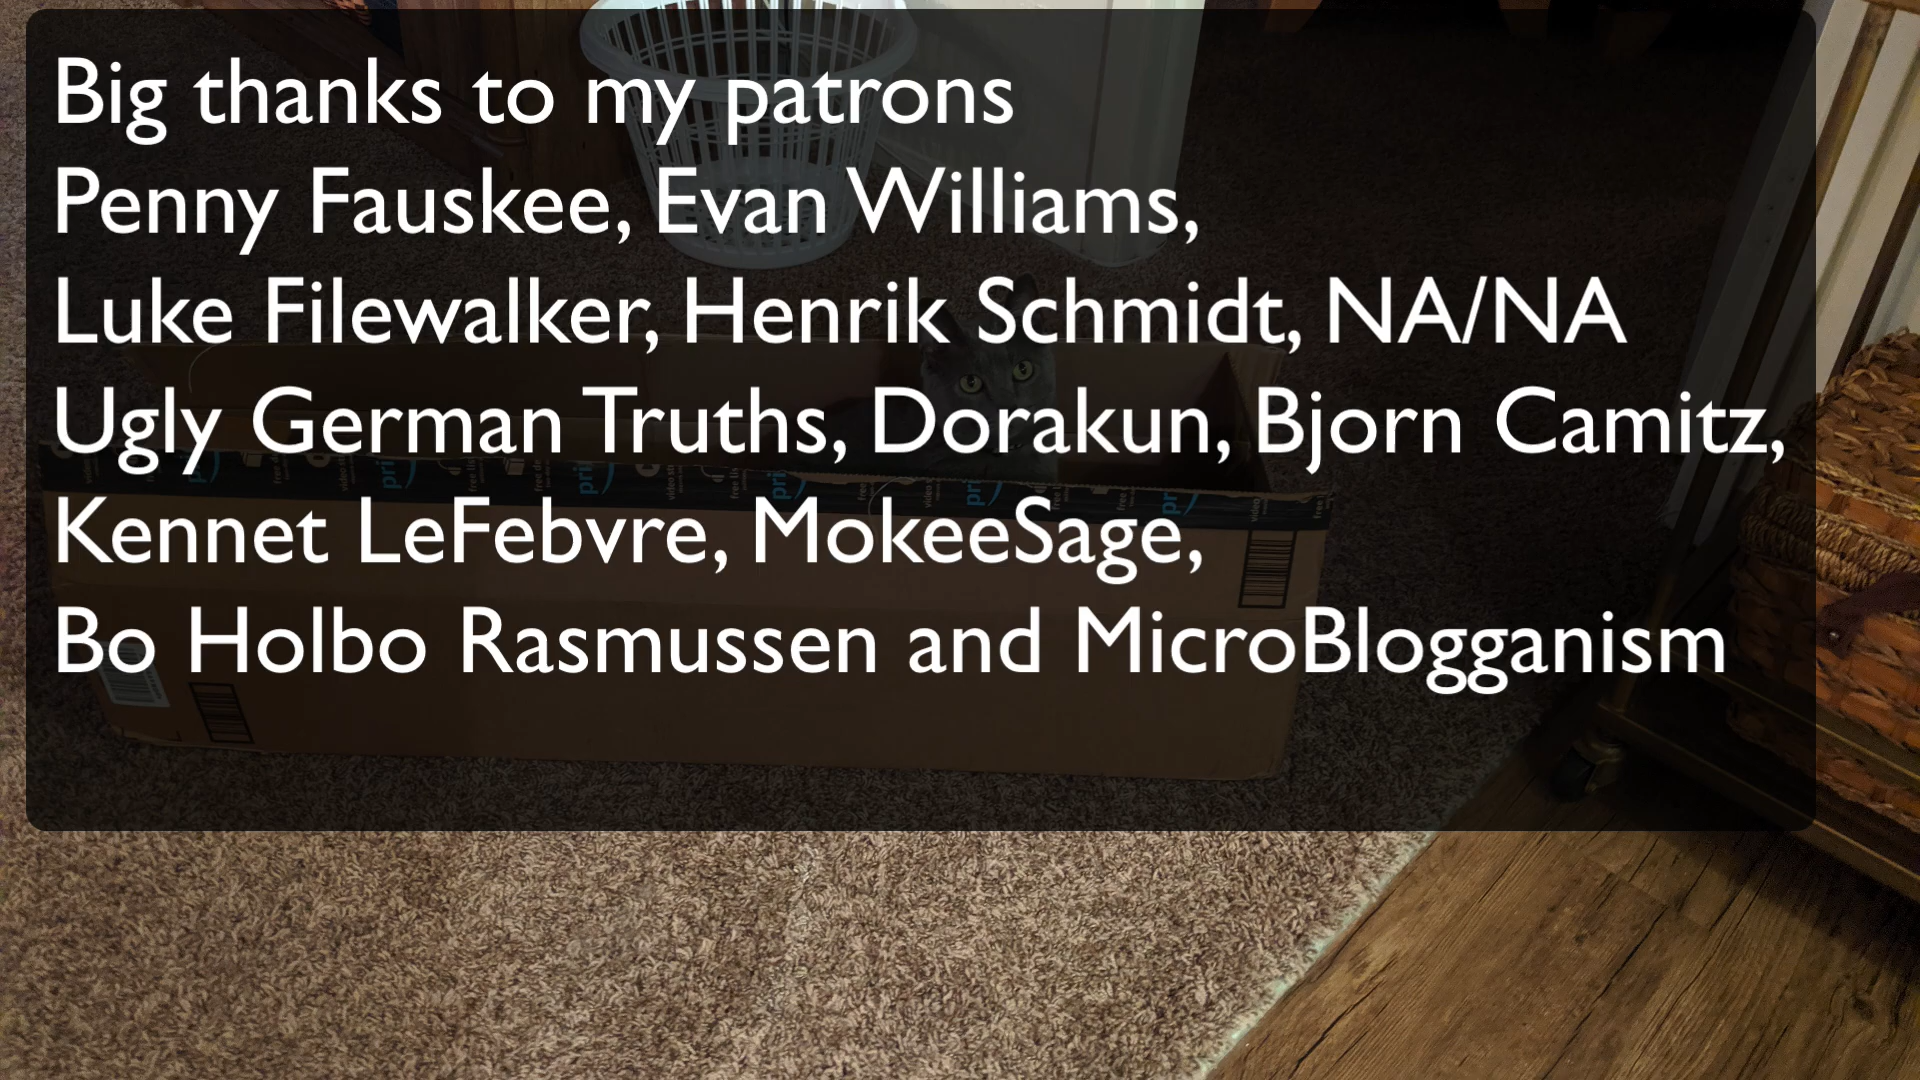 Big thanks to my patrons
Penny Fauskee, Evan Williams,
Luke Filewalker, Henrik Schmidt, NA/NA
Ugly German Truths, Dorakun, Bjorn Camitz,
Kennet LeFebvre, MokeeSage,
Bo Holbo Rasmussen and MicroBlogganism